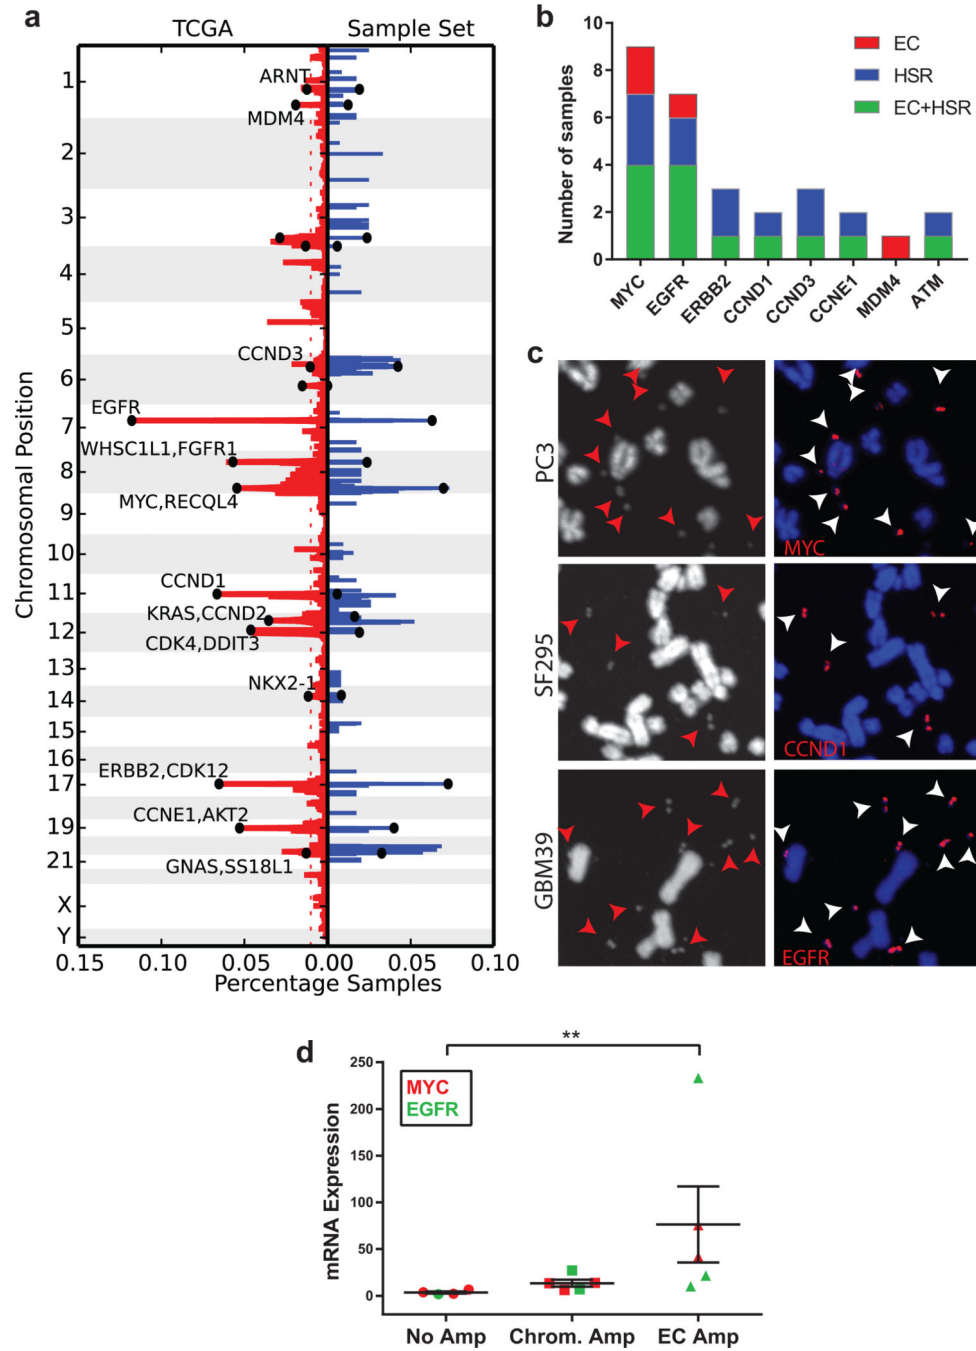 a
TCGA
Sample Set
ARNT
MDM4
CCND3
EGFR
WHSC1L1,FGFR1
MYC,RECQL4
CCND1
KRAS,CCND2
CDK4,DDIT3
NKX2-1
ERBB2,CDK12
CCNE1,AKT2
GNAS,SS18L1
Chromosomal Position
1
2
3
4
5
6
7
8
9
10
11
12
13
14
15
16
17
19
21
X
Y
0.15 0.10 0.05 0.00 0.05 0.10
Percentage Samples
b
Number of samples
10
8
6
4
2
0
EC
HSR
EC+HSR
MYC EGFR ERBB2 CCND1 CCND3 CCNE1 MDM4 ATM
c
PC3
MYC
SF295
CCND1
GBM39
EGFR
d
**
mRNA Expression
250
200
150
100
50
0
MYC
EGFR
No Amp Chrom. Amp EC Amp